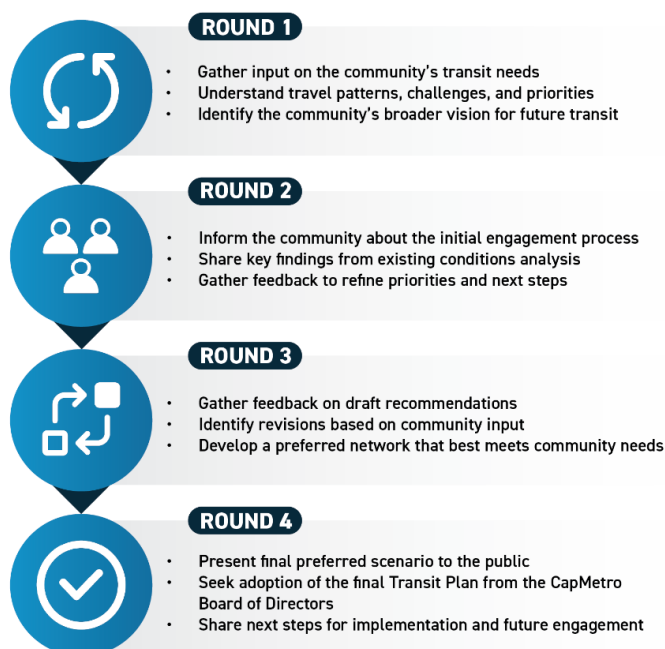 ROUND 1
• Gather input on the community's transit needs
• Understand travel patterns, challenges, and priorities
• Identify the community's broader vision for future transit
ROUND 2
• Inform the community about the initial engagement process
• Share key findings from existing conditions analysis
• Gather feedback to refine priorities and next steps
ROUND 3
• Gather feedback on draft recommendations
• Identify revisions based on community input
• Develop a preferred network that best meets community needs
ROUND 4
• Present final preferred scenario to the public
• Seek adoption of the final Transit Plan from the CapMetro
Board of Directors
• Share next steps for implementation and future engagement